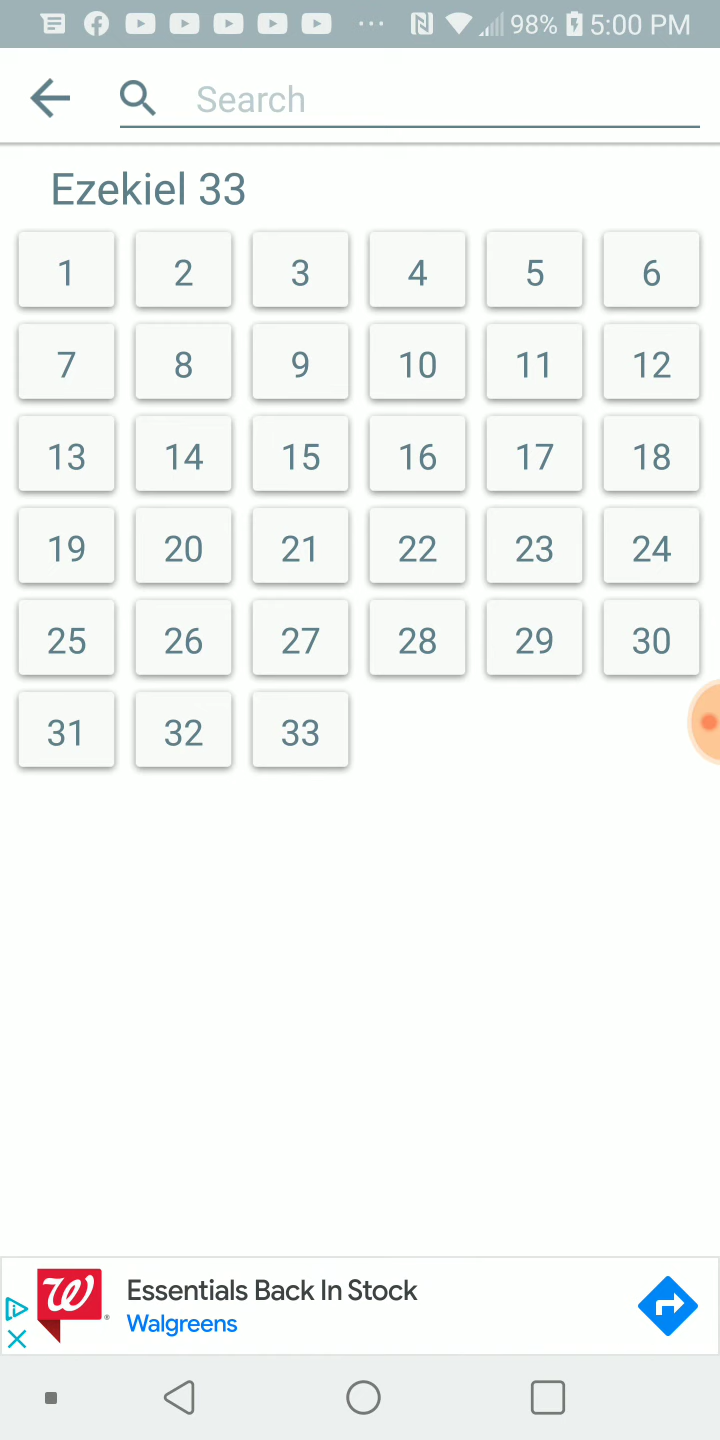 98% 5:00 PM
Search
Ezekiel 33
1 2 3 4 5 6
7 8 9 10 11 12
13 14 15 16 17 18
19 20 21 22 23 24
25 26 27 28 29 30
31 32 33
Essentials Back In Stock
Walgreens